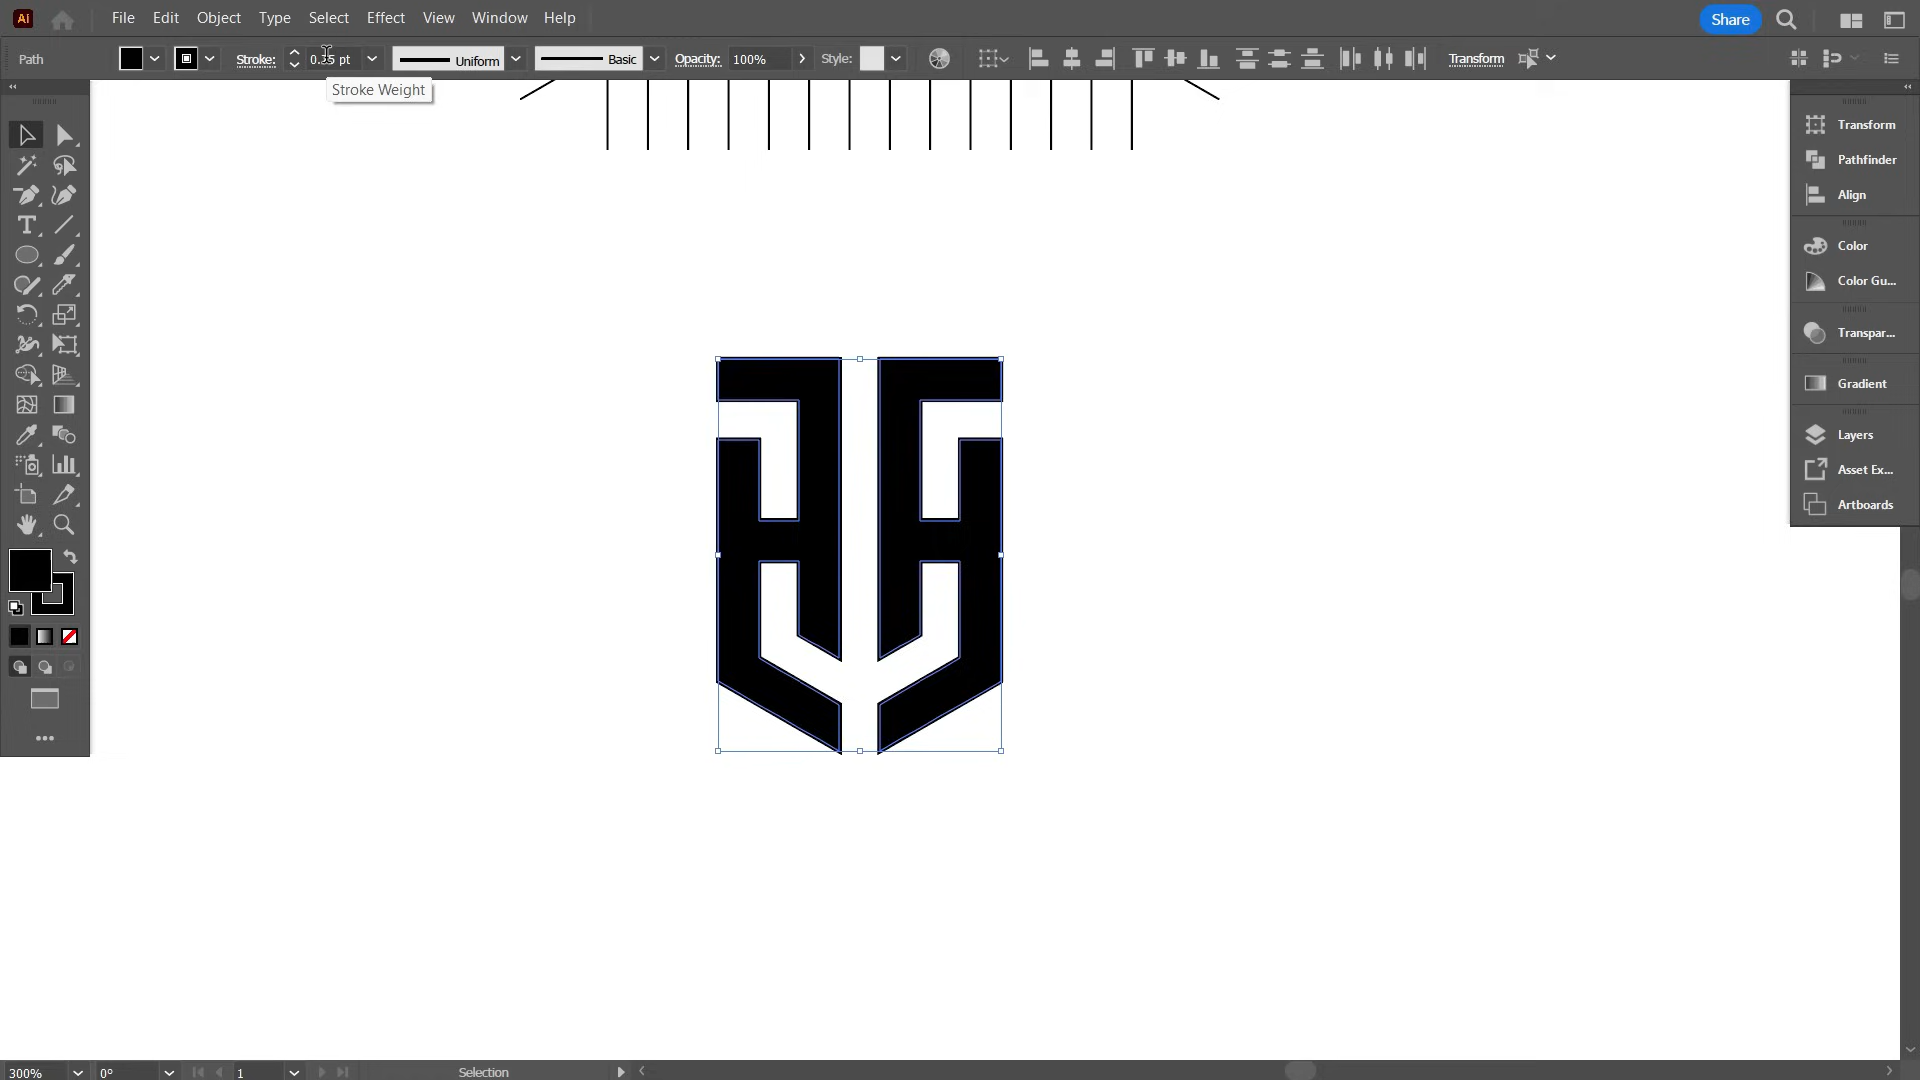 Ai File Edit Object Type Select Effect View Window Help Share
Path Stroke: pt Uniform Basic Opacity: 100% Style: Transform
Stroke Weight
Transform
Pathfinder
Align
Color
Color Gu...
Transpar...
Gradient
Layers
Asset Ex...
Artboards
T
300% 0° 1 Selection